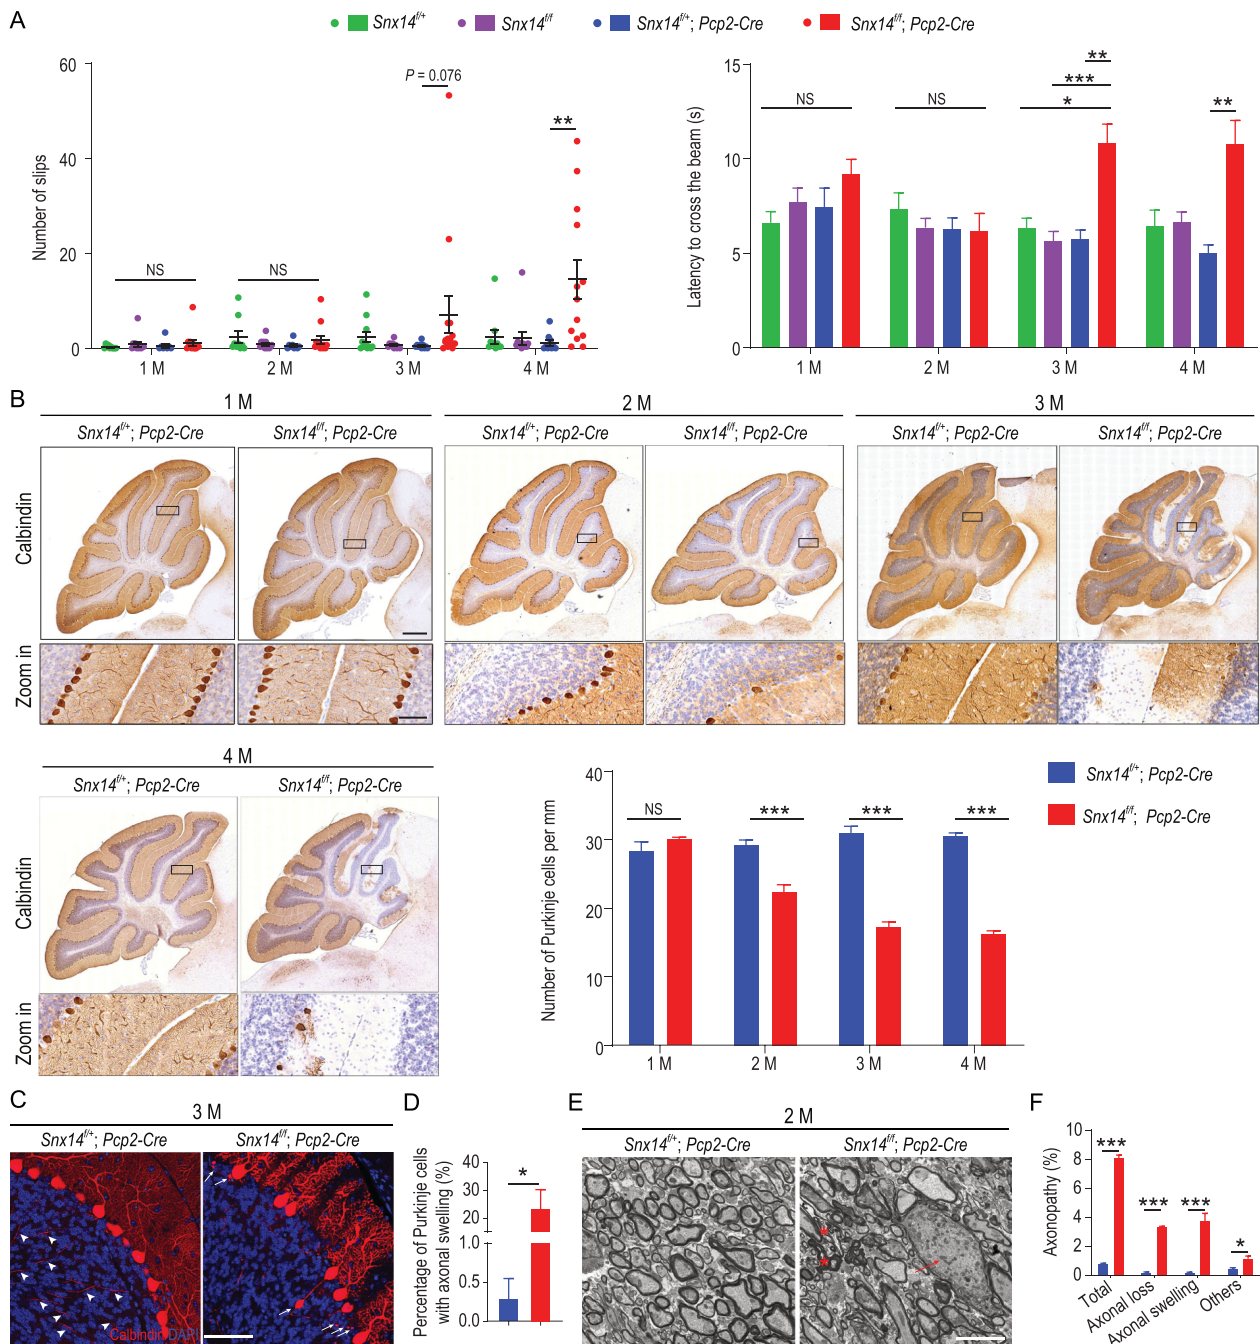 A
Snx14f/+ Snx14f/f Snx14f/+; Pcp2-Cre Snx14f/f; Pcp2-Cre
Number of slips
60
40
20
0
NS
NS
P = 0.076
**
1 M 2 M 3 M 4 M
Latency to cross the beam (s)
15
10
5
0
NS
NS
**
***
*
**
1 M 2 M 3 M 4 M
B
1 M 2 M 3 M
Snx14f/+; Pcp2-Cre Snx14f/f; Pcp2-Cre Snx14f/+; Pcp2-Cre Snx14f/f; Pcp2-Cre Snx14f/+; Pcp2-Cre Snx14f/f; Pcp2-Cre
Calbindin
Zoom in
4 M
Snx14f/+; Pcp2-Cre Snx14f/f; Pcp2-Cre
Calbindin
Zoom in
Number of Purkinje cells per mm
40
30
20
10
0
NS
***
***
***
1 M 2 M 3 M 4 M
Snx14f/+; Pcp2-Cre
Snx14f/f; Pcp2-Cre
C
3 M
Snx14f/+; Pcp2-Cre Snx14f/f; Pcp2-Cre
Calbindin DAPI
D
Percentage of Purkinje cells
with axonal swelling (%)
40
30
20
10
1.0
0.5
0.0
*
E
2 M
Snx14f/+; Pcp2-Cre Snx14f/f; Pcp2-Cre
*
*
F
Axonopathy (%)
10
8
6
4
2
0
***
***
***
*
Total
Axonal loss
Axonal swelling
Others